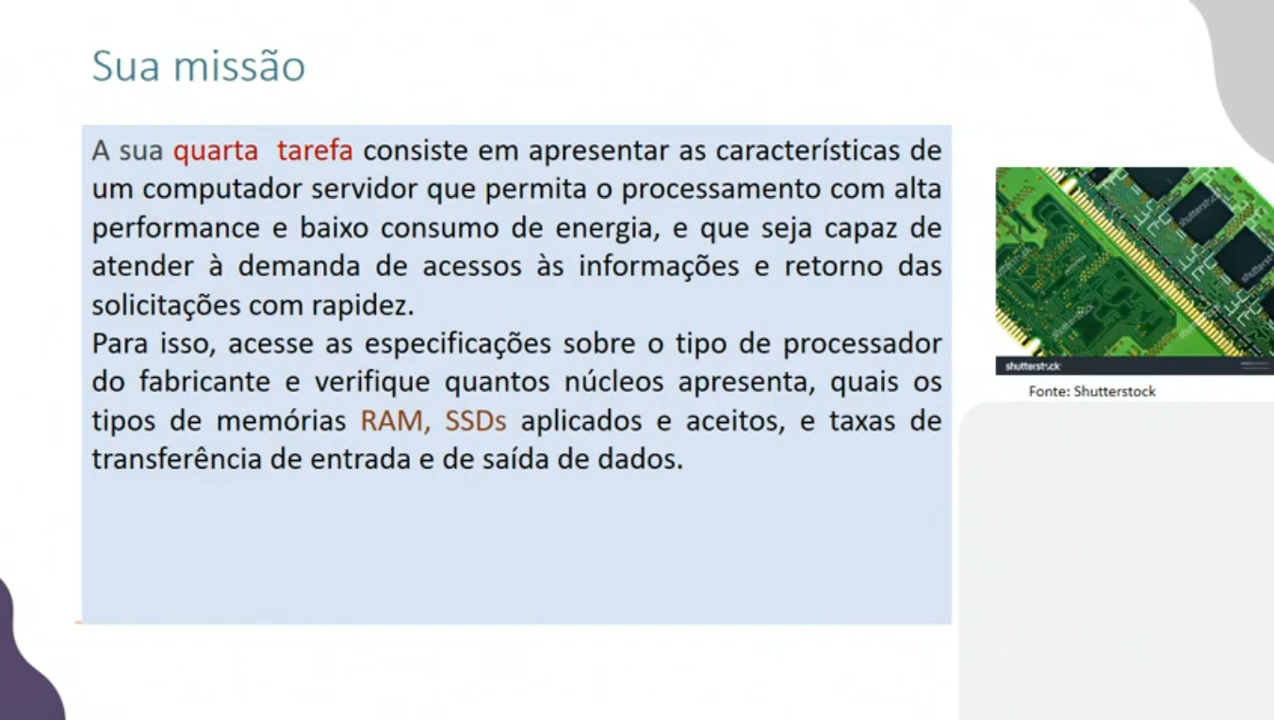 Sua missão
A sua quarta tarefa consiste em apresentar as características de
um computador servidor que permita o processamento com alta
performance e baixo consumo de energia, e que seja capaz de
atender à demanda de acessos às informações e retorno das
solicitações com rapidez.
Para isso, acesse as especificações sobre o tipo de processador
do fabricante e verifique quantos núcleos apresenta, quais os
tipos de memórias RAM, SSDs aplicados e aceitos, e taxas de
transferência de entrada e de saída de dados.
shutterstock
Fonte: Shutterstock